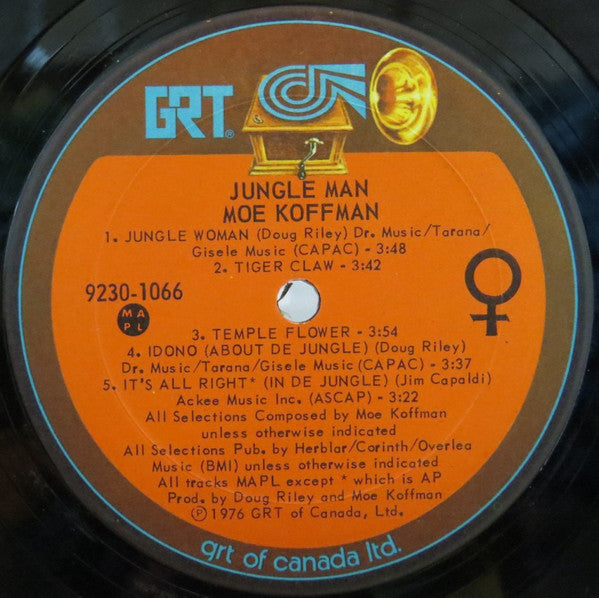 GRT®
JUNGLE MAN
MOE KOFFMAN
1. JUNGLE WOMAN (Doug Riley) Dr. Music/Tarana/
Gisele Music (CAPAC) - 3:48
2. TIGER CLAW - 3:42
9230-1066
M A
P L
3. TEMPLE FLOWER - 3:54
4. IDONO (ABOUT DE JUNGLE) (Doug Riley)
Dr. Music/Tarana/Gisele Music (CAPAC) - 3:37
5. IT'S ALL RIGHT* (IN DE JUNGLE) (Jim Capaldi)
Ackee Music Inc. (ASCAP) - 3:22
All Selections Composed by Moe Koffman
unless otherwise indicated
All Selections Pub. by Herblar/Corinth/Overlea
Music (BMI) unless otherwise indicated
All tracks MAPL except * which is AP
Prod. by Doug Riley and Moe Koffman
Ⓟ 1976 GRT of Canada, Ltd.
grt of canada ltd.